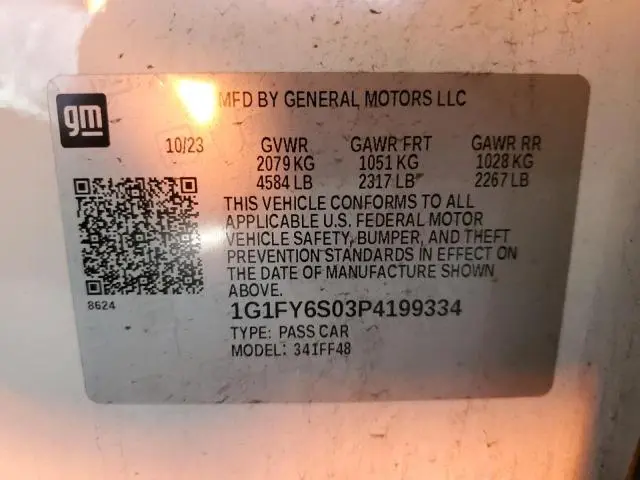 gm
MFD BY GENERAL MOTORS LLC
10/23 GVWR GAWR FRT GAWR RR
2079 KG 1051 KG 1028 KG
4584 LB 2317 LB 2267 LB
THIS VEHICLE CONFORMS TO ALL
APPLICABLE U.S. FEDERAL MOTOR
VEHICLE SAFETY, BUMPER, AND THEFT
PREVENTION STANDARDS IN EFFECT ON
THE DATE OF MANUFACTURE SHOWN
ABOVE.
8624
1G1FY6S03P4199334
TYPE: PASS CAR
MODEL: 341FF48